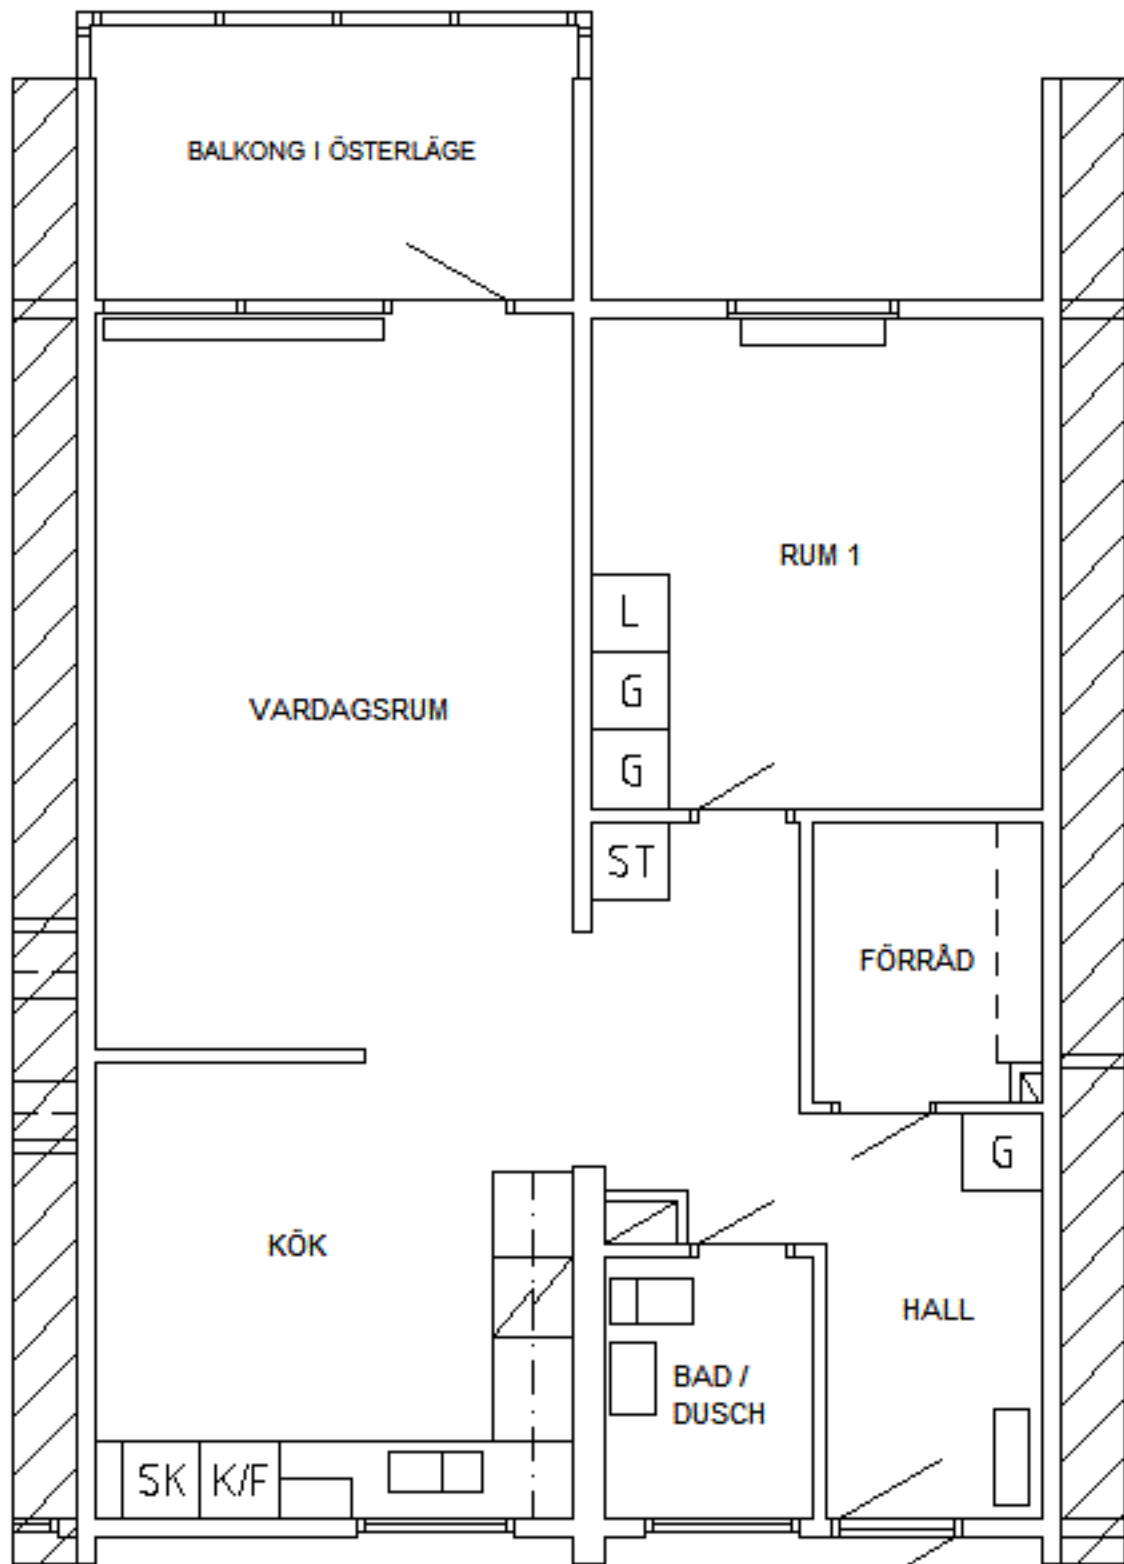 BALKONG I ÖSTERLÄGE
RUM 1
L
G
VARDAGSRUM
G
ST
FÖRRÅD
G
KÖK
HALL
BAD /
DUSCH
SK
K/F